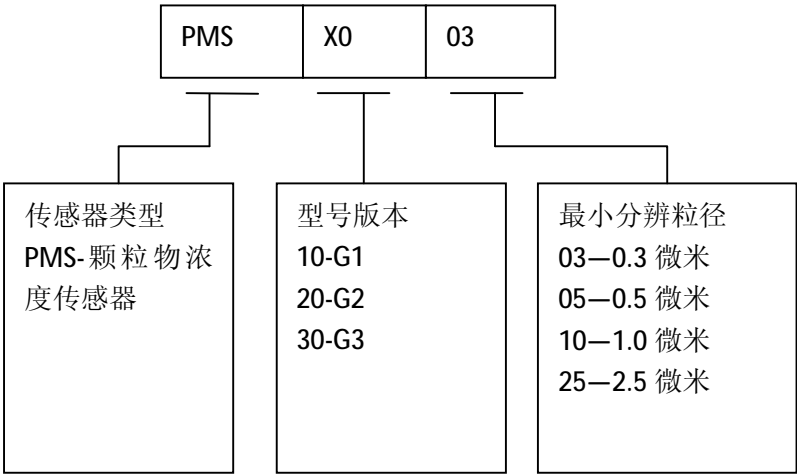 PMS X0 03
传感器类型
PMS-颗粒物浓
度传感器
型号版本
10-G1
20-G2
30-G3
最小分辨粒径
03—0.3 微米
05—0.5 微米
10—1.0 微米
25—2.5 微米